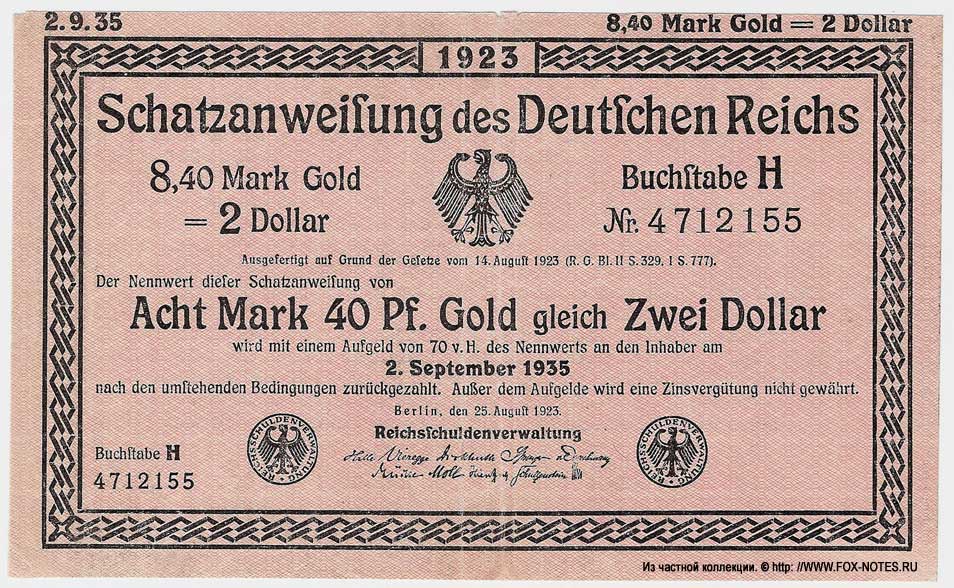 2.9.35
8,40 Mark Gold = 2 Dollar
1923
Schatzanweiſung des Deutſchen Reichs
8,40 Mark Gold
= 2 Dollar
Buchſtabe H
Nr. 4712155
Ausgefertigt auf Grund der Geſetze vom 14. Auguſt 1923 (R. G. Bl. II S. 329. I S. 777).
Der Nennwert dieſer Schatzanweiſung von
Acht Mark 40 Pf. Gold gleich Zwei Dollar
wird mit einem Aufgeld von 70 v. H. des Nennwerts an den Inhaber am
2. September 1935
nach den umſtehenden Bedingungen zurückgezahlt. Außer dem Aufgelde wird eine Zinsvergütung nicht gewährt.
Berlin, den 25. Auguſt 1923.
Reichsſchuldenverwaltung
REICHSSCHULDENVERWALTUNG
REICHSSCHULDENVERWALTUNG
Buchſtabe H
4712155
Из частной коллекции. © http: //WWW.FOX-NOTES.RU